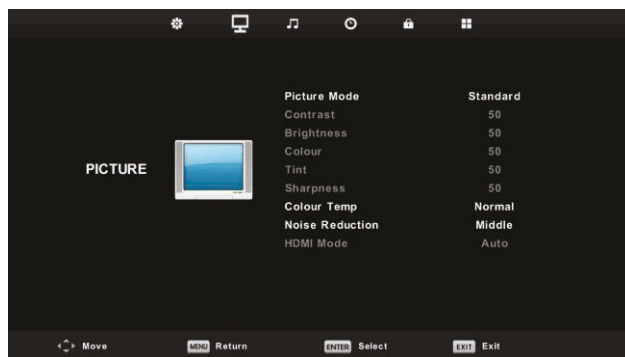 Picture Mode Standard
Contrast 50
Brightness 50
Colour 50
PICTURE
Tint 50
Sharpness 50
Colour Temp Normal
Noise Reduction Middle
HDMI Mode Auto
Move MENU Return ENTER Select EXIT Exit